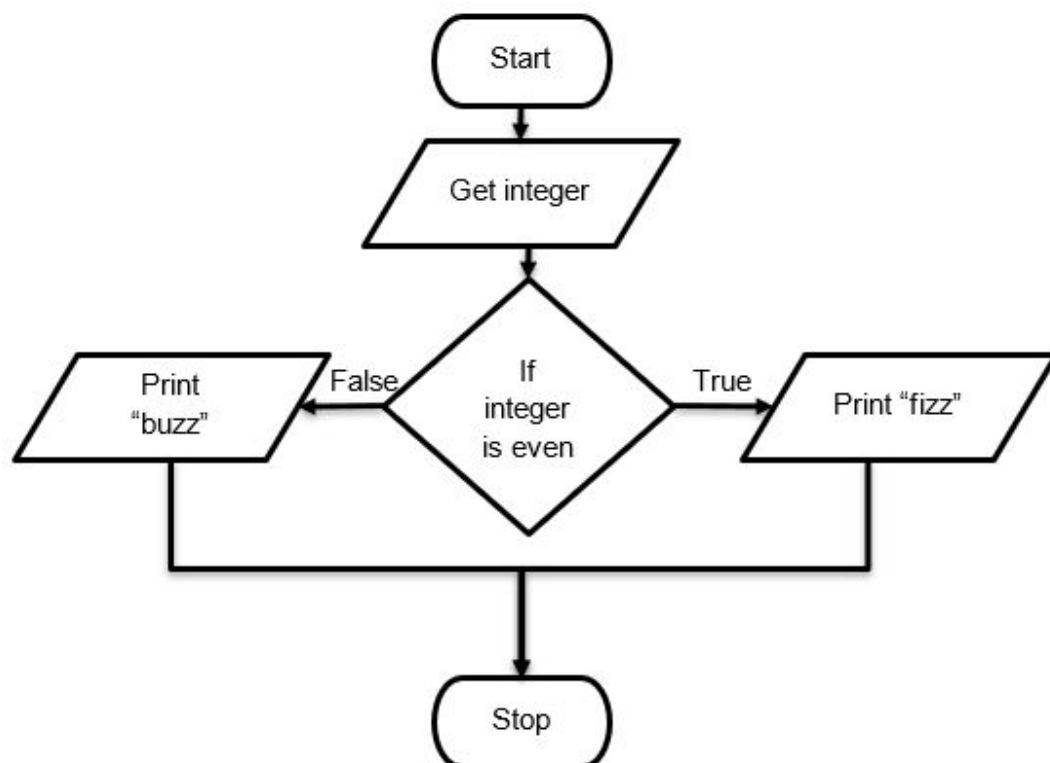 Start
Get integer
False
If
integer
is even
True
Print
“buzz”
Print “fizz”
Stop